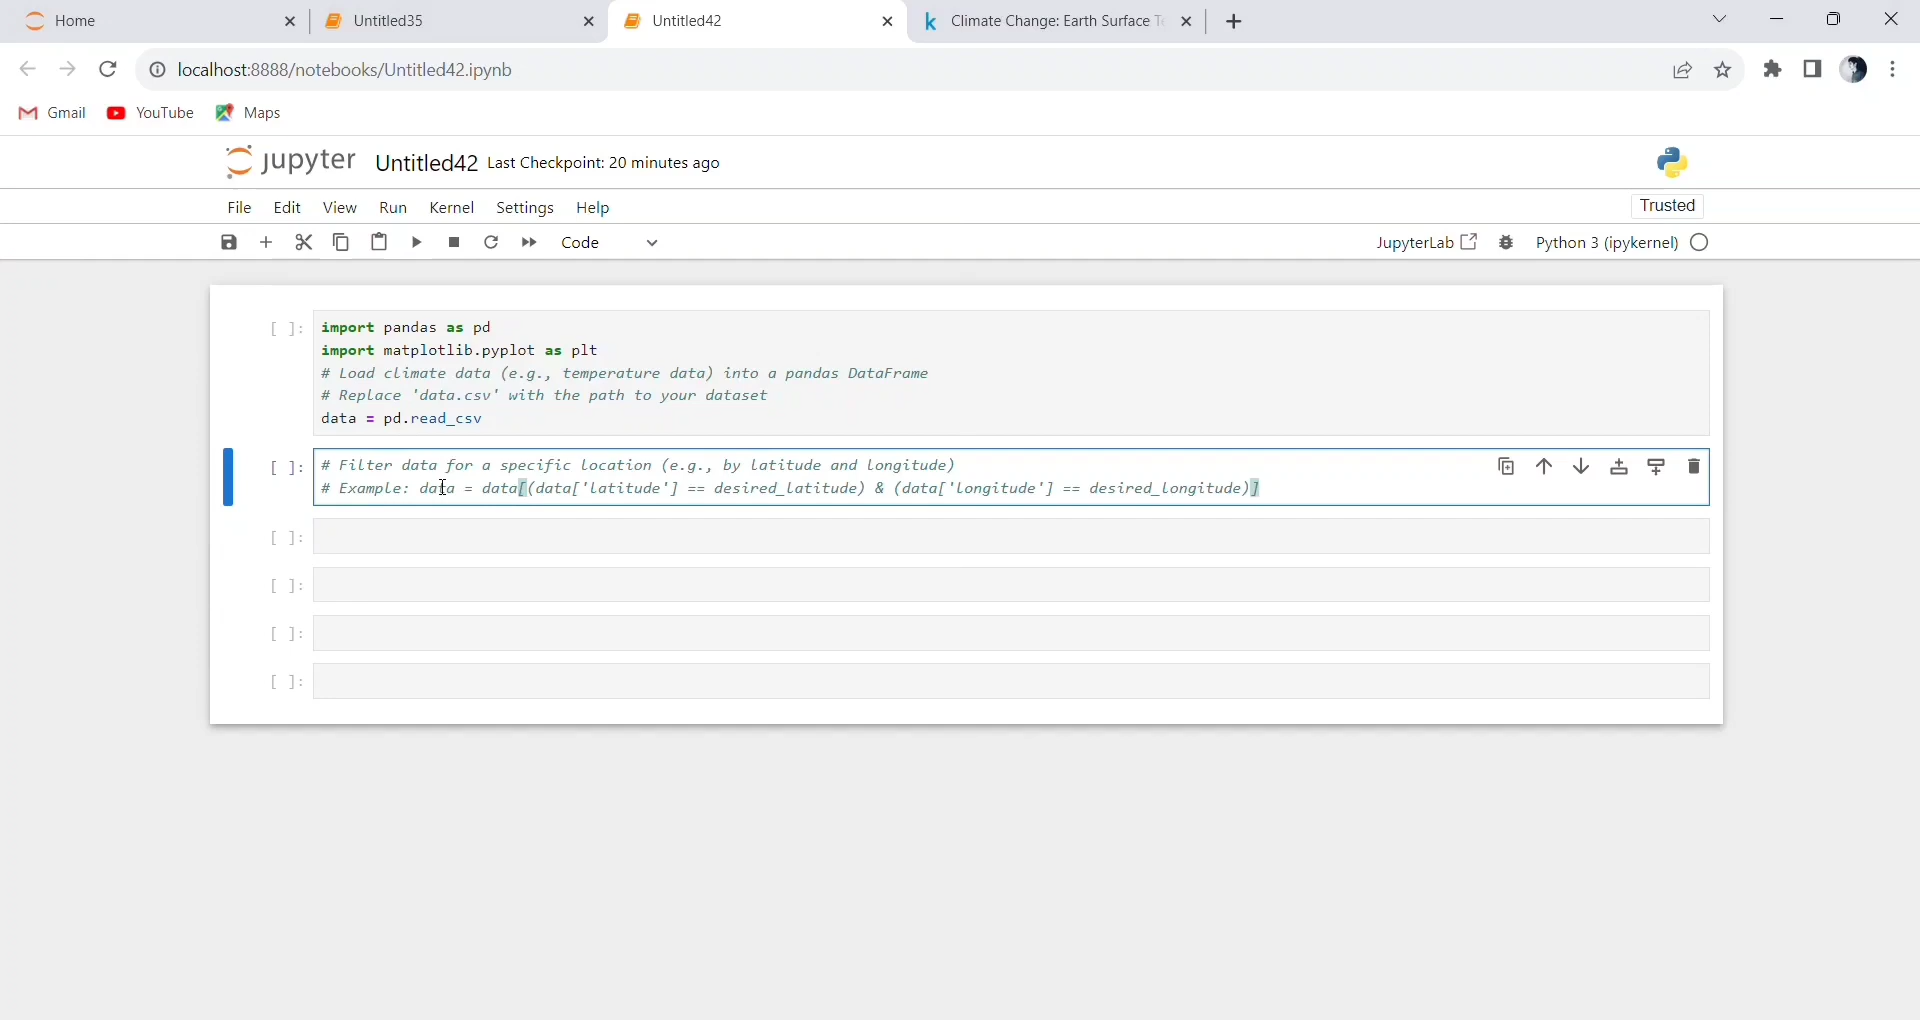 Home
Untitled35
Untitled42
Climate Change: Earth Surface Te
localhost:8888/notebooks/Untitled42.ipynb
Gmail YouTube Maps
jupyter Untitled42 Last Checkpoint: 20 minutes ago
File Edit View Run Kernel Settings Help
Trusted
Code
JupyterLab
Python 3 (ipykernel)
[ ]:
import pandas as pd
import matplotlib.pyplot as plt
# Load climate data (e.g., temperature data) into a pandas DataFrame
# Replace 'data.csv' with the path to your dataset
data = pd.read_csv
[ ]:
# Filter data for a specific location (e.g., by latitude and longitude)
# Example: data = data[(data['latitude'] == desired_latitude) & (data['longitude'] == desired_longitude)]
[ ]:
[ ]:
[ ]:
[ ]: